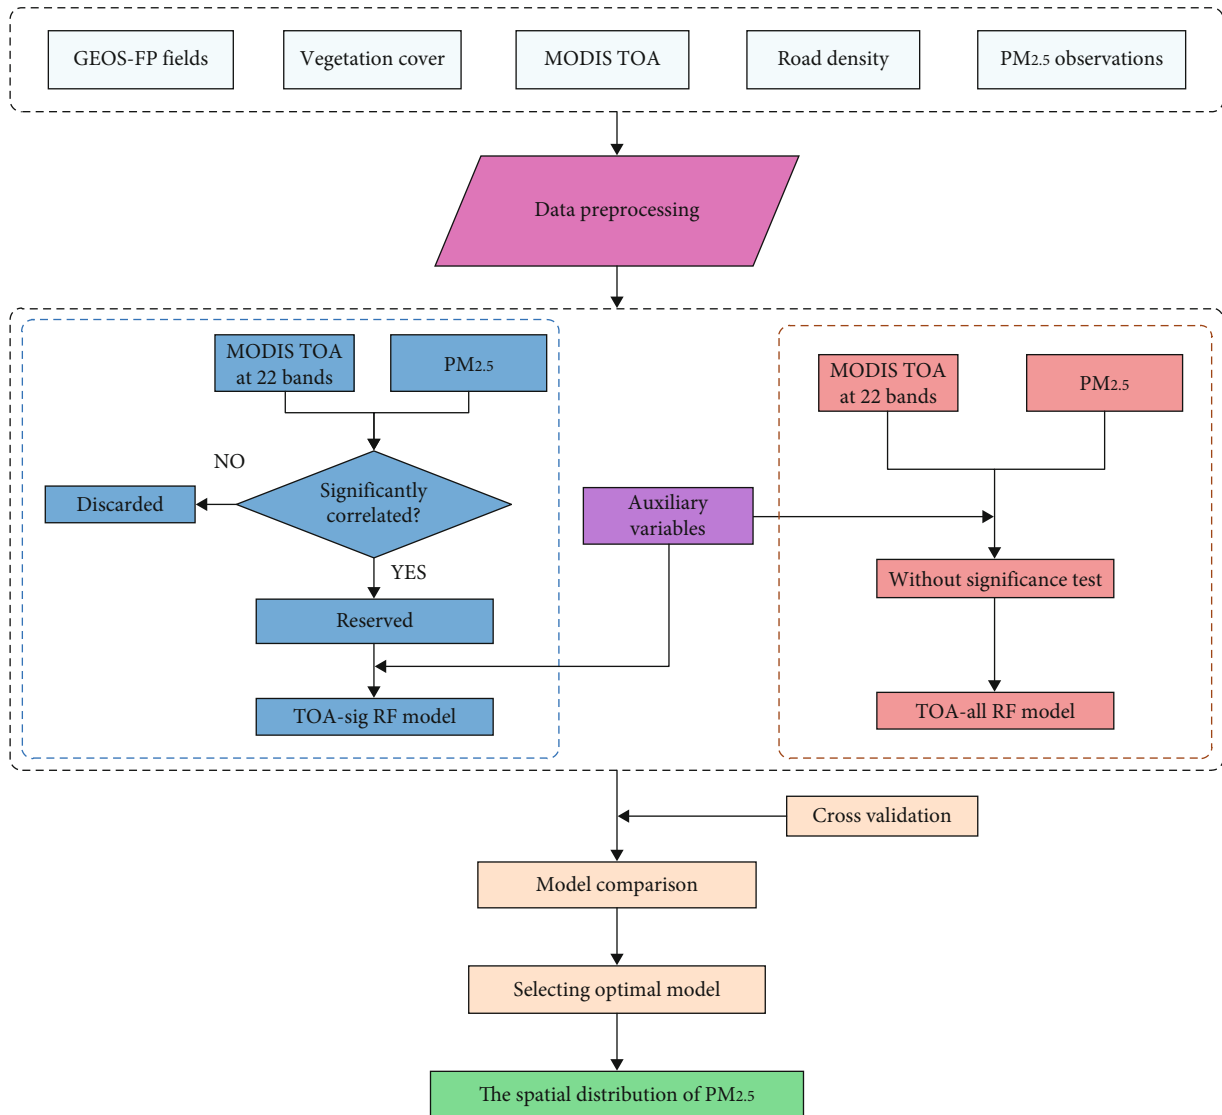 GEOS-FP fields
Vegetation cover
MODIS TOA
Road density
PM2.5 observations
Data preprocessing
MODIS TOA
at 22 bands
PM2.5
NO
Significantly
correlated?
Discarded
YES
Reserved
TOA-sig RF model
Auxiliary
variables
MODIS TOA
at 22 bands
PM2.5
Without significance test
TOA-all RF model
Cross validation
Model comparison
Selecting optimal model
The spatial distribution of PM2.5